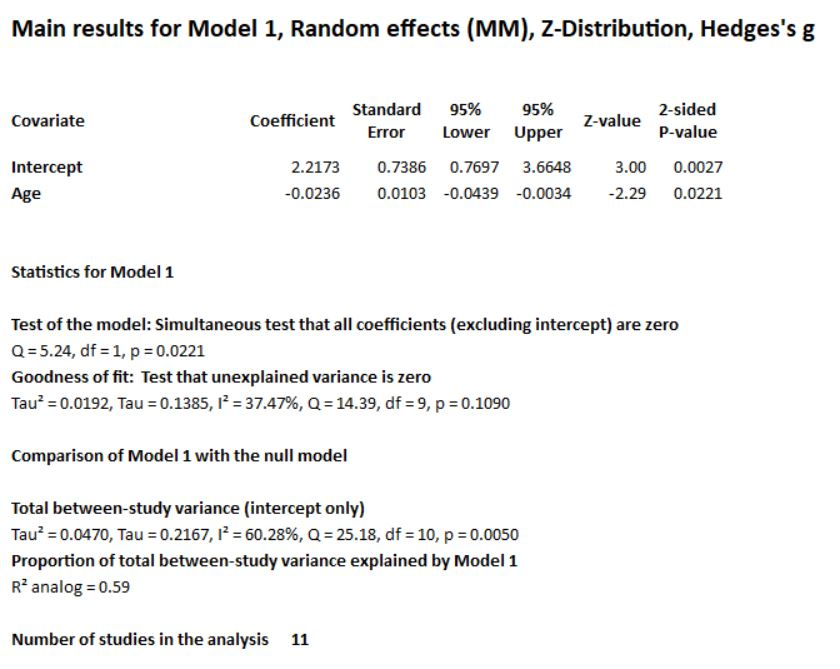 Main results for Model 1, Random effects (MM), Z-Distribution, Hedges's g
Covariate Coefficient Standard Error 95% Lower 95% Upper Z-value 2-sided P-value
Intercept 2.2173 0.7386 0.7697 3.6648 3.00 0.0027
Age -0.0236 0.0103 -0.0439 -0.0034 -2.29 0.0221
Statistics for Model 1
Test of the model: Simultaneous test that all coefficients (excluding intercept) are zero
Q = 5.24, df = 1, p = 0.0221
Goodness of fit: Test that unexplained variance is zero
Tau² = 0.0192, Tau = 0.1385, I² = 37.47%, Q = 14.39, df = 9, p = 0.1090
Comparison of Model 1 with the null model
Total between-study variance (intercept only)
Tau² = 0.0470, Tau = 0.2167, I² = 60.28%, Q = 25.18, df = 10, p = 0.0050
Proportion of total between-study variance explained by Model 1
R² analog = 0.59
Number of studies in the analysis 11